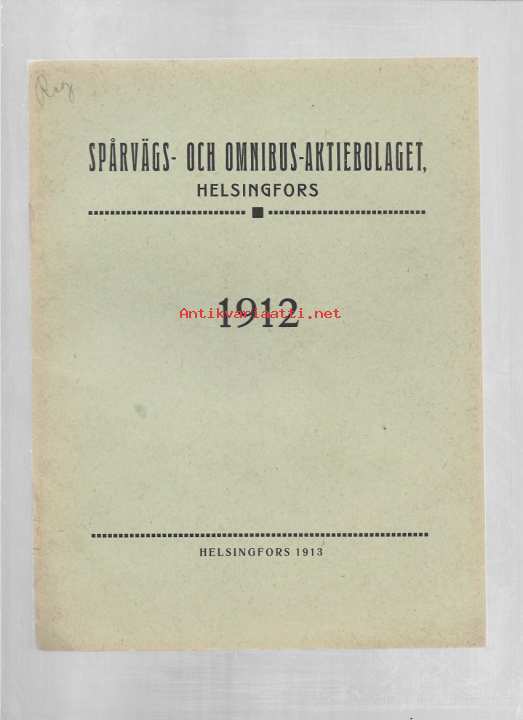 SPÅRVÄGS- OCH OMNIBUS-AKTIEBOLAGET,
HELSINGFORS
1912
Antikvariaatti.net
HELSINGFORS 1913